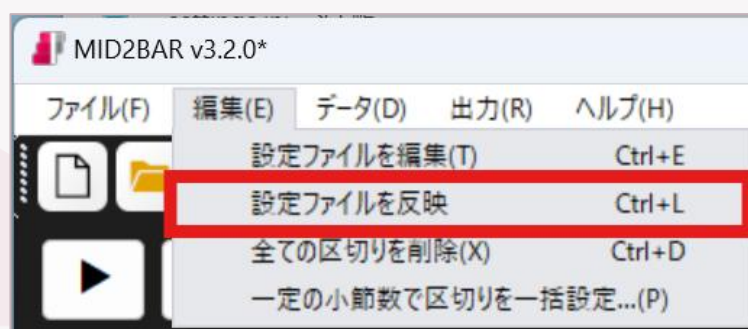 MID2BAR v3.2.0*
ファイル(F) 編集(E) データ(D) 出力(R) ヘルプ(H)
設定ファイルを編集(T) Ctrl+E
設定ファイルを反映 Ctrl+L
全ての区切りを削除(X) Ctrl+D
一定の小節数で区切りを一括設定...(P)